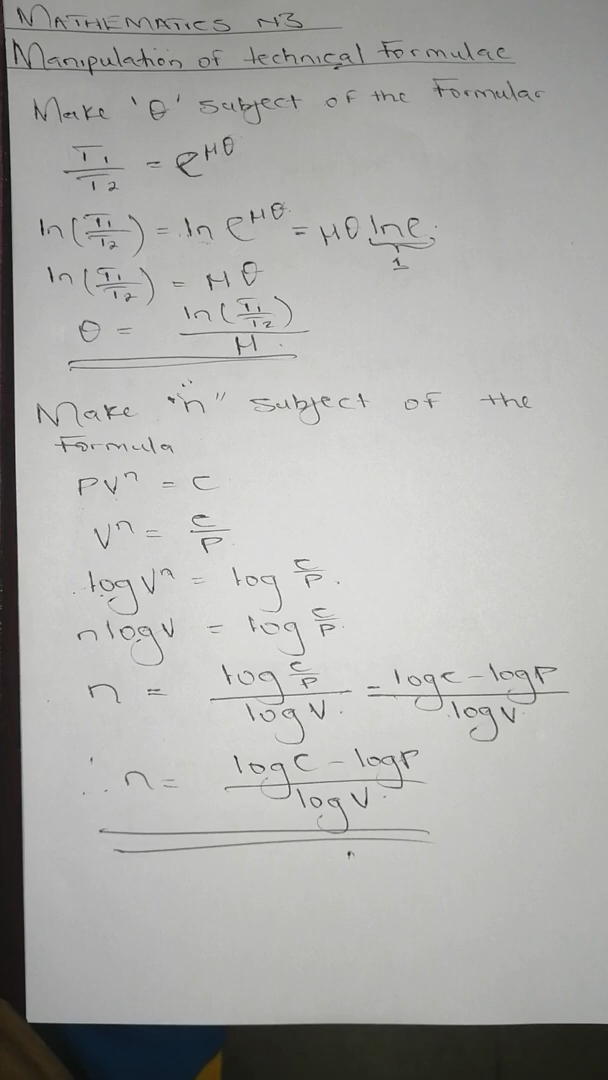 MATHEMATICS N3
Manipulation of technical Formulae
Make 'θ' subject of the Formular
T₁/T₂ = e^μθ
ln(T₁/T₂) = ln e^μθ = μθ ln e.
1
ln(T₁/T₂) = μθ
θ = ln(T₁/T₂)/μ.
Make "n" subject of the
Formula
PVⁿ = C
Vⁿ = C/P
log Vⁿ = log C/P.
n log V = log C/P.
n = log C/P / log V. = log C - log P / log V
∴ n = log C - log P / log V.